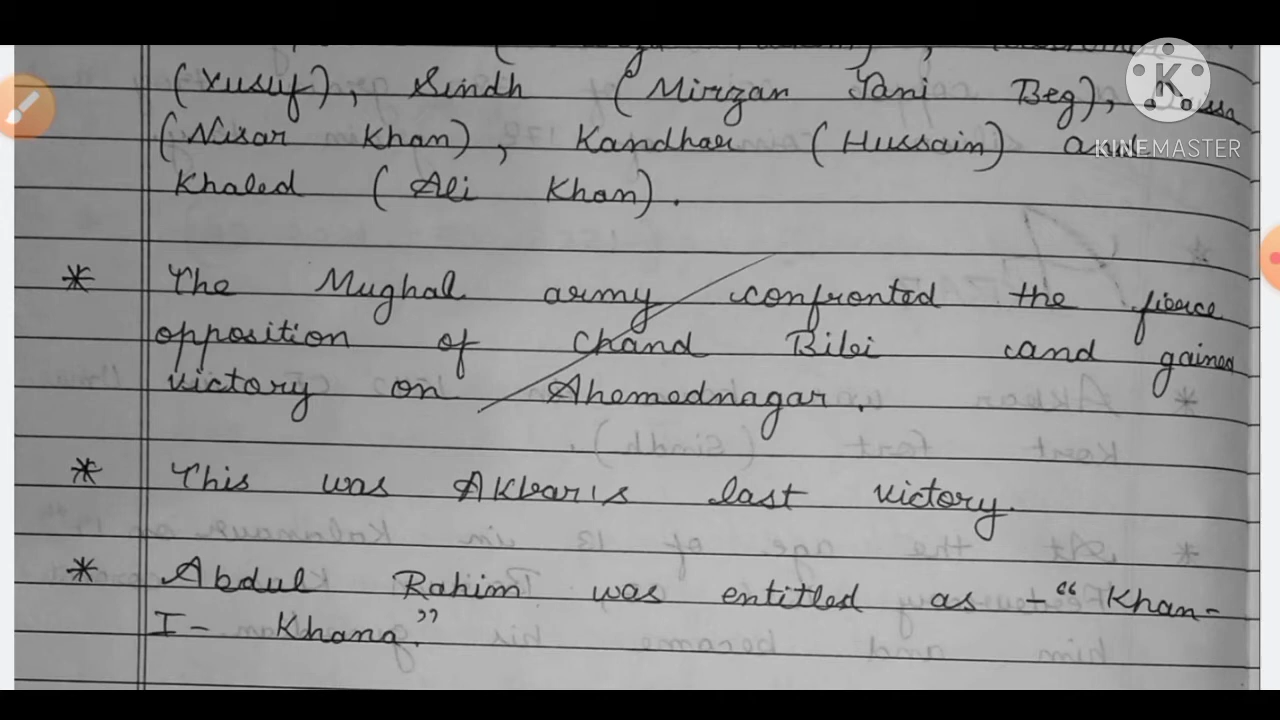 (Yusuf), Sindh (Mirzan Jani Beg),
(Nisar Khan), Kandhar (Hussain) and
Khaled (Ali Khan).
* The Mughal army confronted the fierce
opposition of Chand Bibi and gained
victory on Ahemednagar.
* This was Akbar's last victory.
* Abdul Rahim was entitled as - "Khan-
I- Khana."
K
KINEMASTER